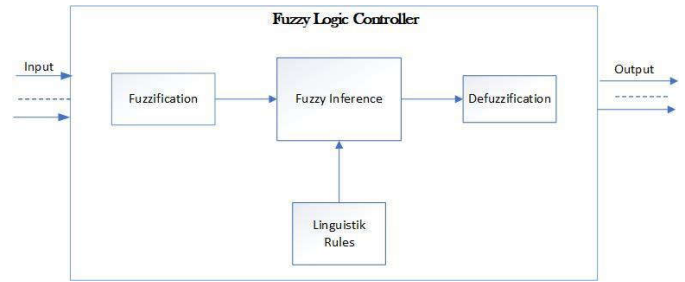 Fuzzy Logic Controller
Input
Output
Fuzzification
Fuzzy Inference
Defuzzification
Linguistik
Rules